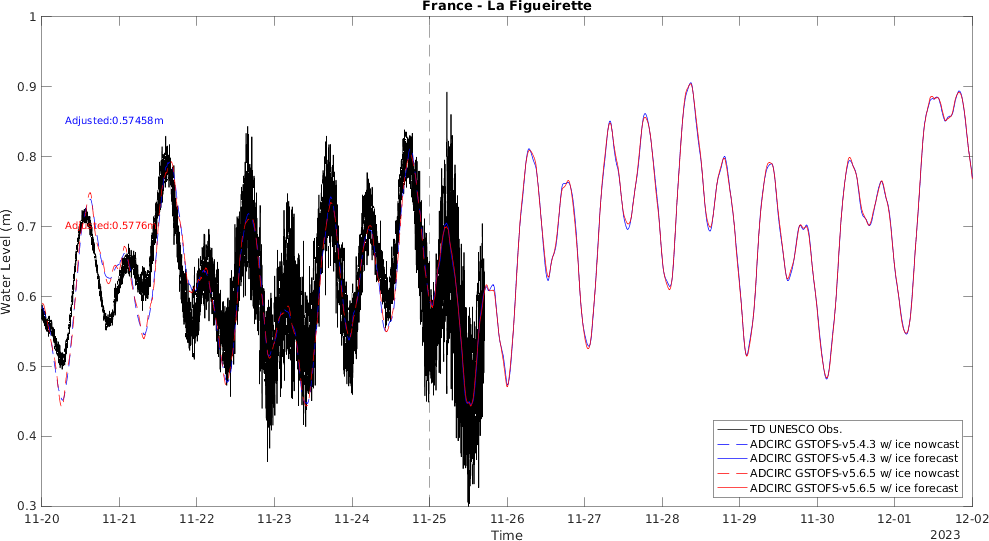 France - La Figueirette
1
0.9
0.8
0.7
0.6
0.5
0.4
0.3
Water Level (m)
Adjusted:0.57458m
Adjusted:0.5776m
TD UNESCO Obs.
ADCIRC GSTOFS-v5.4.3 w/ ice nowcast
ADCIRC GSTOFS-v5.4.3 w/ ice forecast
ADCIRC GSTOFS-v5.6.5 w/ ice nowcast
ADCIRC GSTOFS-v5.6.5 w/ ice forecast
11-20 11-21 11-22 11-23 11-24 11-25 11-26 11-27 11-28 11-29 11-30 12-01 12-02
Time
2023